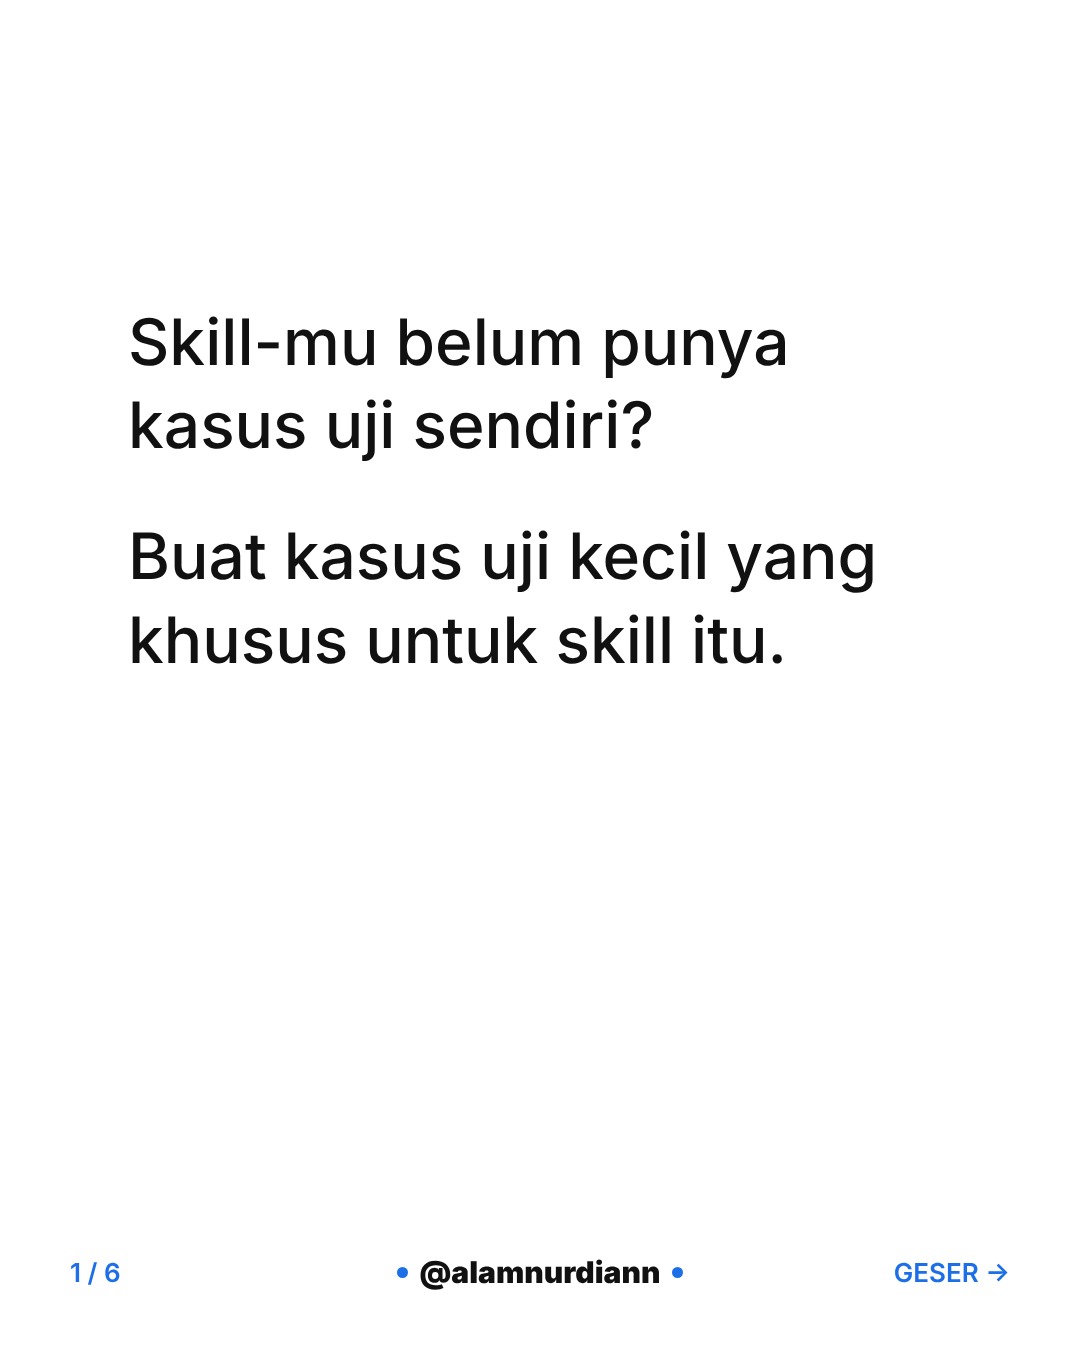 Skill-mu belum punya
kasus uji sendiri?
Buat kasus uji kecil yang
khusus untuk skill itu.
1 / 6
• @alamnurdiann •
GESER →